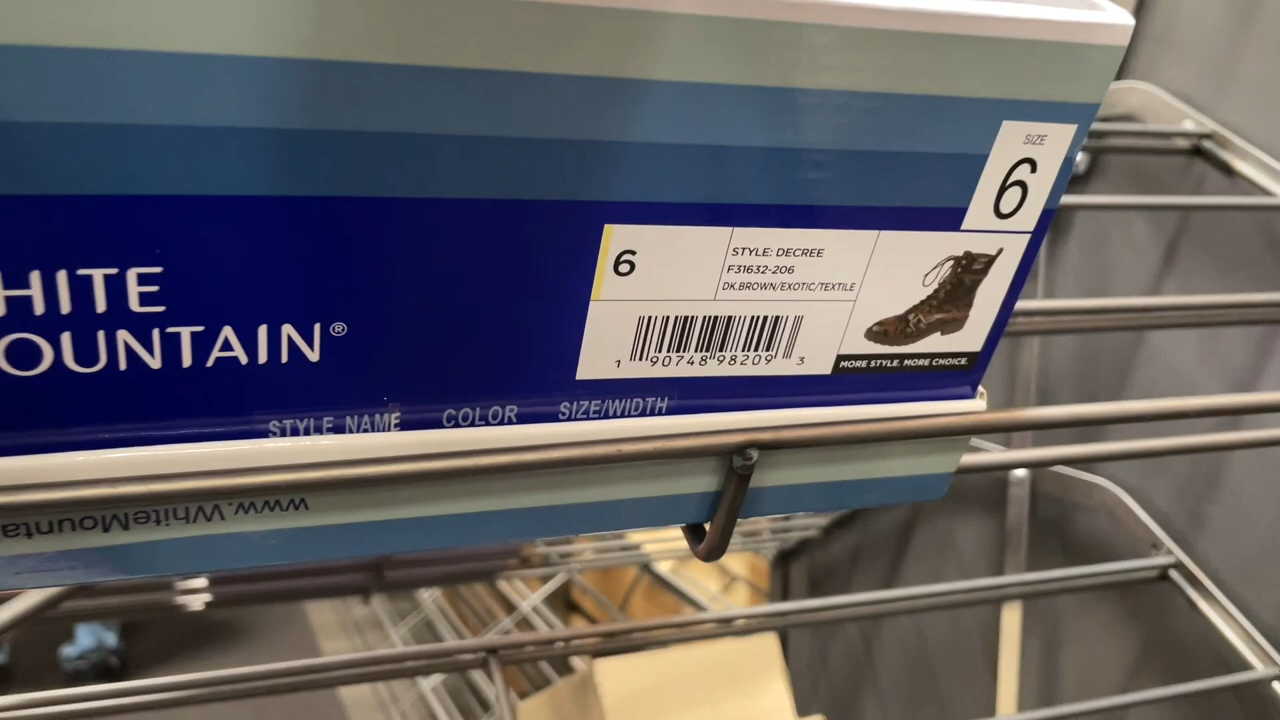 SIZE
6
6
STYLE: DECREE
F31632-206
DK.BROWN/EXOTIC/TEXTILE
1 90748 98209 3
MORE STYLE. MORE CHOICE.
HITE
OUNTAIN®
STYLE NAME COLOR SIZE/WIDTH
www.WhiteMounta